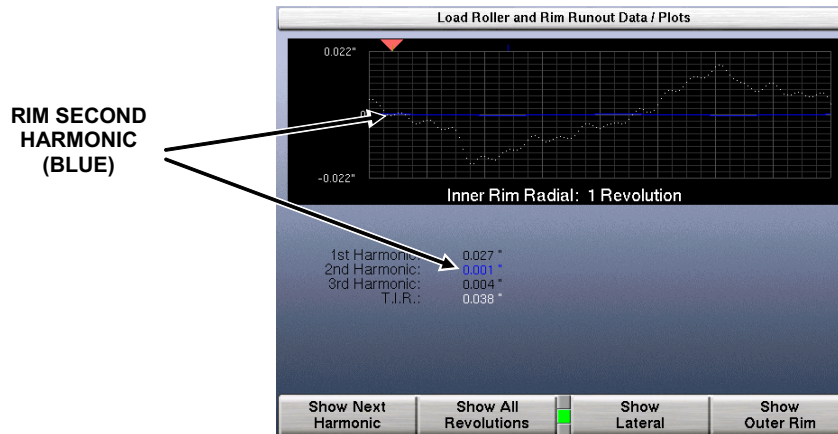 Load Roller and Rim Runout Data / Plots
0.022"
0
-0.022"
Inner Rim Radial: 1 Revolution
RIM SECOND
HARMONIC
(BLUE)
1st Harmonic: 0.027 "
2nd Harmonic: 0.001 "
3rd Harmonic: 0.004 "
T.I.R.: 0.038 "
Show Next
Harmonic
Show All
Revolutions
Show
Lateral
Show
Outer Rim